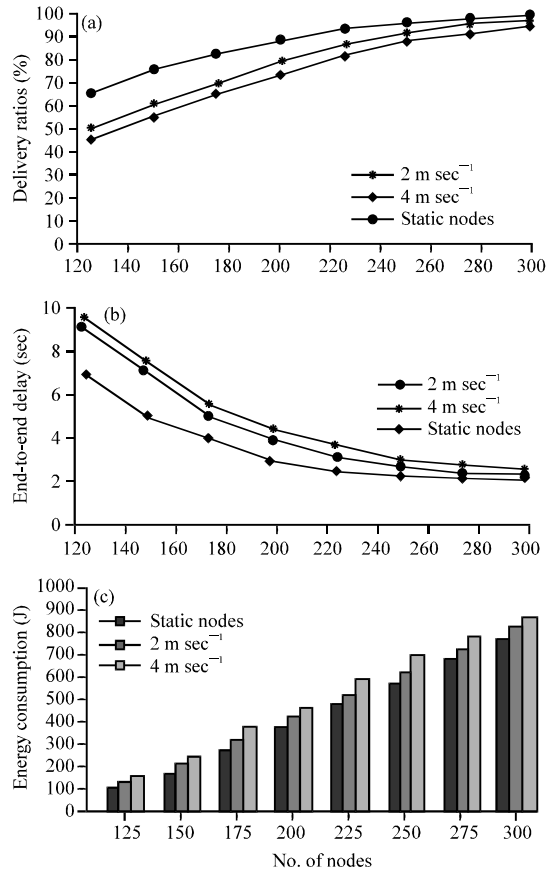 (a)
Delivery ratios (%)
100
90
80
70
60
50
40
30
20
10
0
2 m sec⁻¹
4 m sec⁻¹
Static nodes
120 140 160 180 200 220 240 260 280 300
(b)
End-to-end delay (sec)
10
8
6
4
2
0
2 m sec⁻¹
4 m sec⁻¹
Static nodes
120 140 160 180 200 220 240 260 280 300
(c)
Energy consumption (J)
1000
900
800
700
600
500
400
300
200
100
0
Static nodes
2 m sec⁻¹
4 m sec⁻¹
125 150 175 200 225 250 275 300
No. of nodes